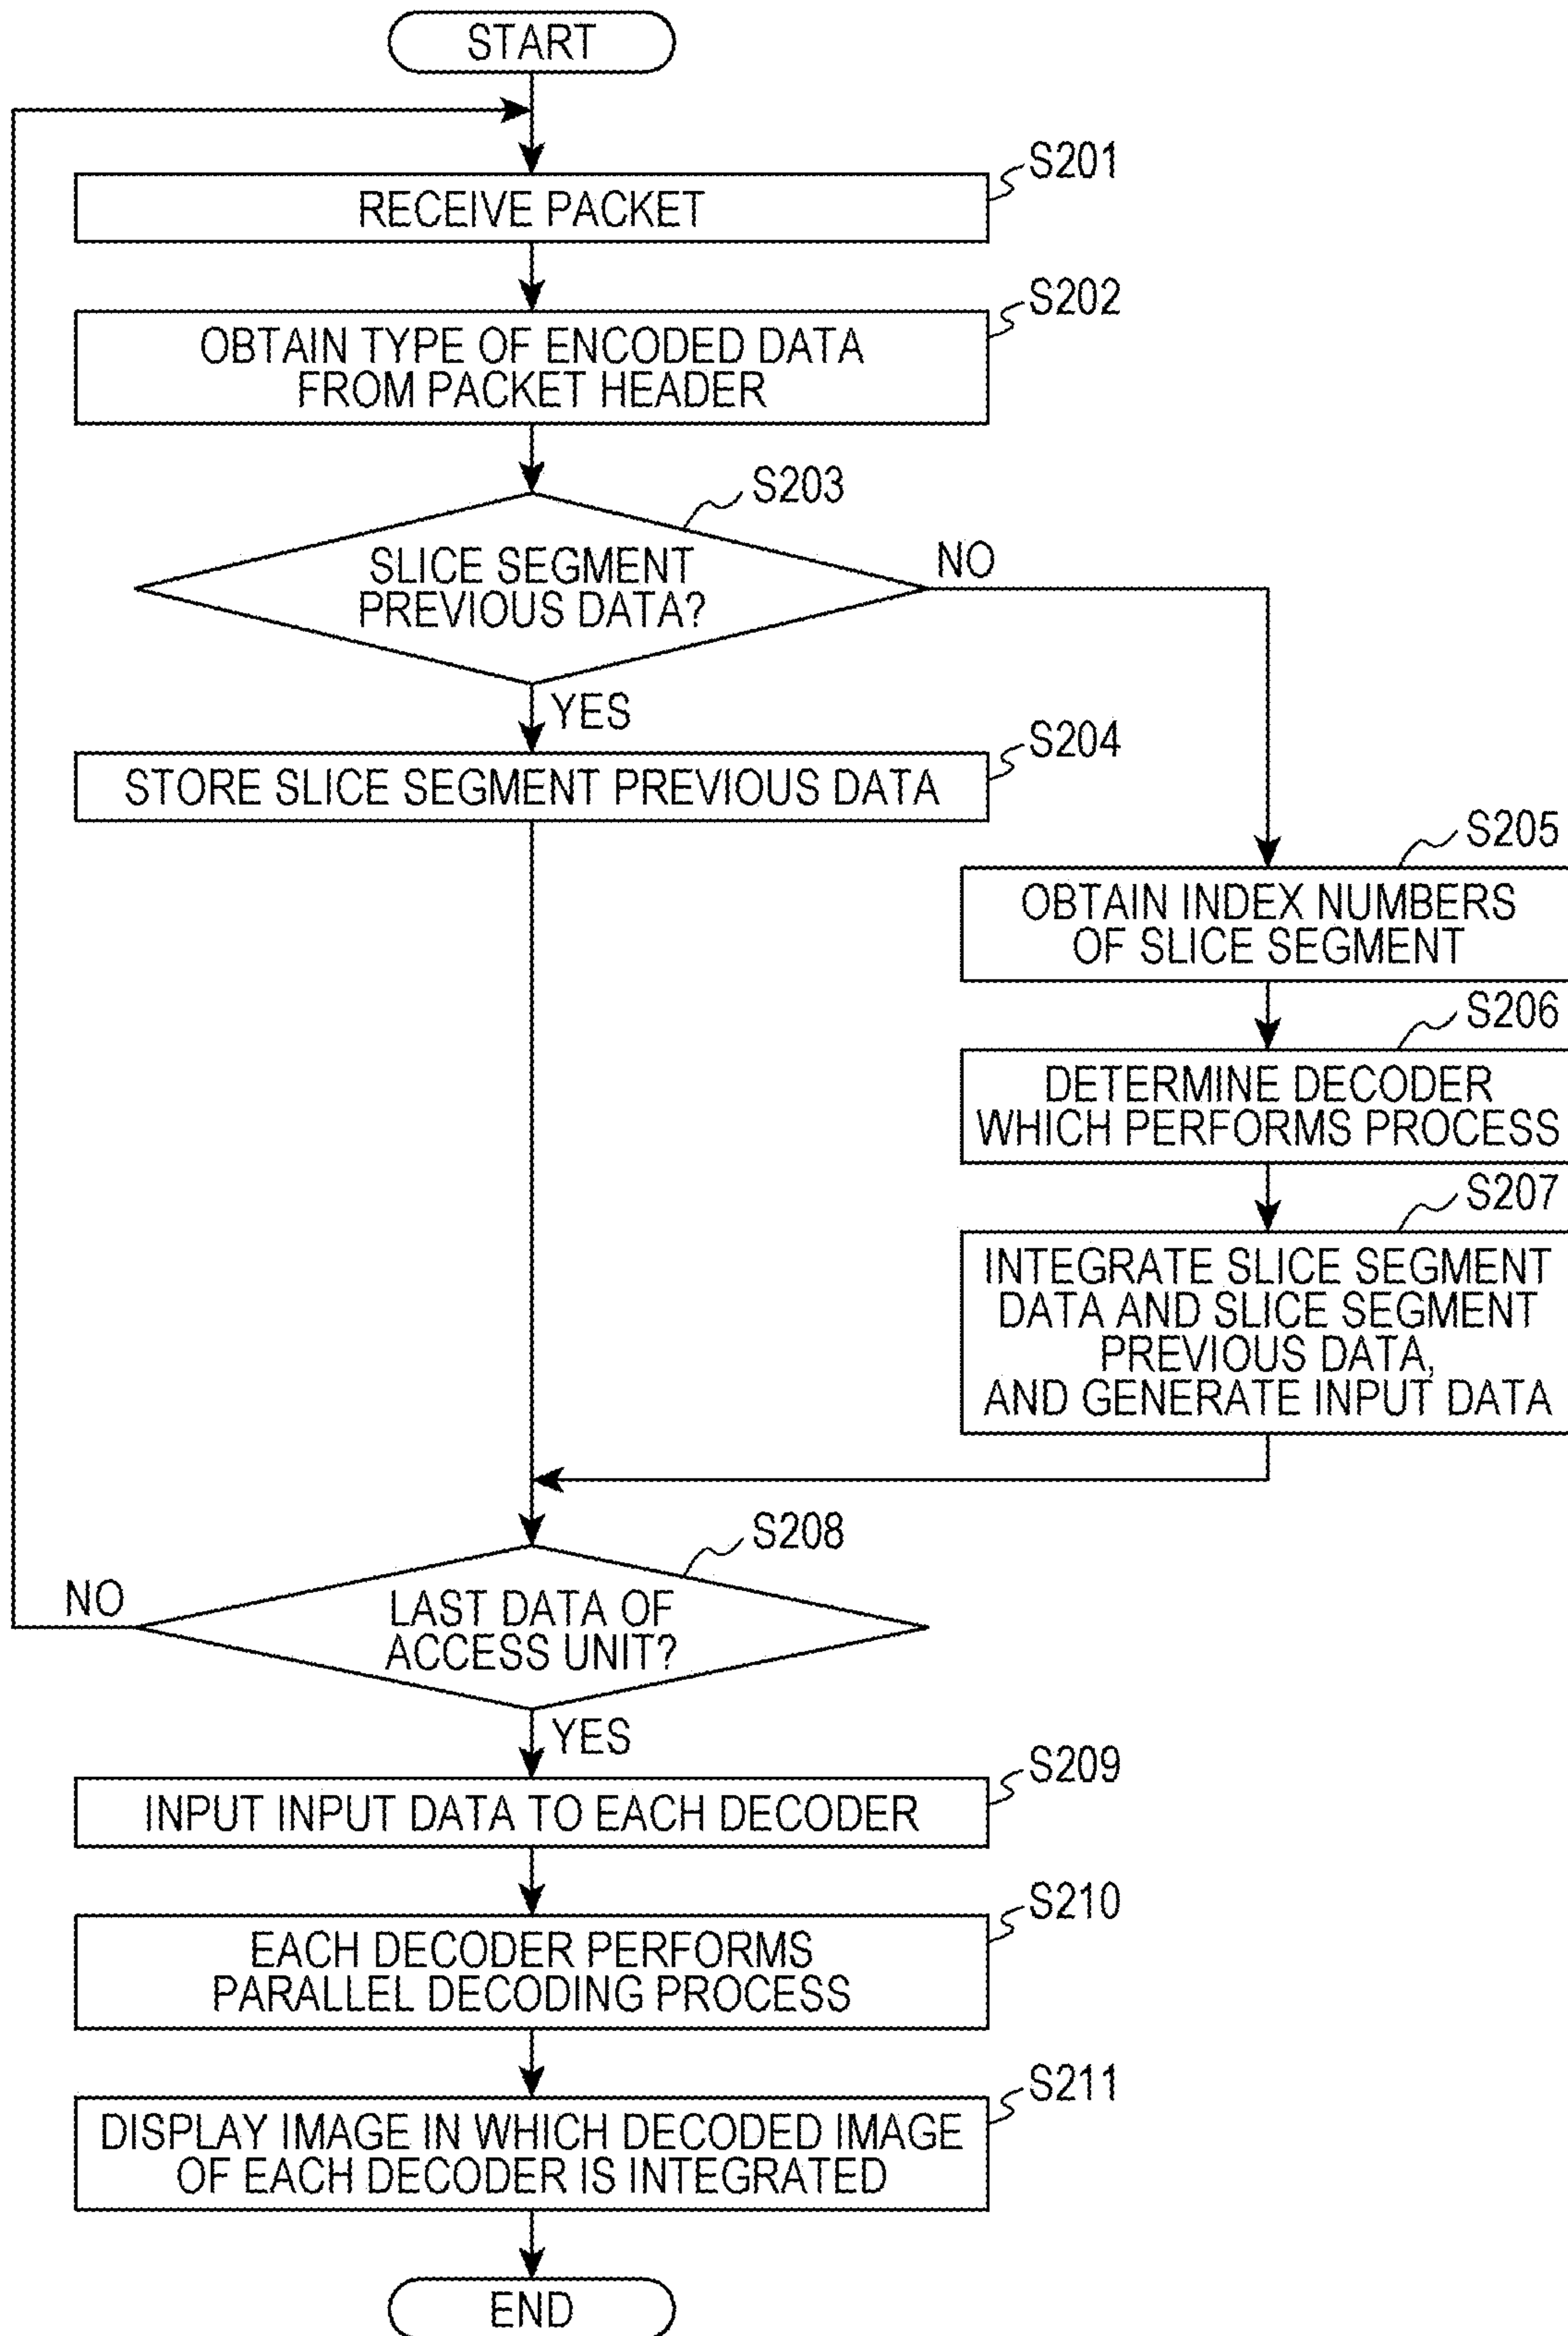 START
S201
RECEIVE PACKET
S202
OBTAIN TYPE OF ENCODED DATA
FROM PACKET HEADER
S203
SLICE SEGMENT
PREVIOUS DATA?
NO
YES
S204
STORE SLICE SEGMENT PREVIOUS DATA
S205
OBTAIN INDEX NUMBERS
OF SLICE SEGMENT
S206
DETERMINE DECODER
WHICH PERFORMS PROCESS
S207
INTEGRATE SLICE SEGMENT
DATA AND SLICE SEGMENT
PREVIOUS DATA,
AND GENERATE INPUT DATA
S208
LAST DATA OF
ACCESS UNIT?
NO
YES
S209
INPUT INPUT DATA TO EACH DECODER
S210
EACH DECODER PERFORMS
PARALLEL DECODING PROCESS
S211
DISPLAY IMAGE IN WHICH DECODED IMAGE
OF EACH DECODER IS INTEGRATED
END